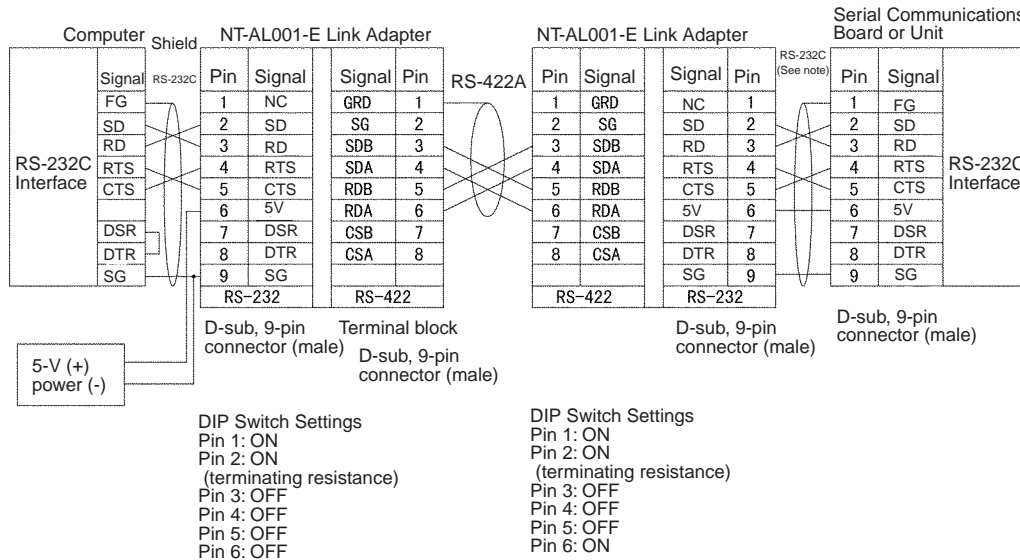 Serial Communications
Board or Unit
Computer
Shield
NT-AL001-E Link Adapter
NT-AL001-E Link Adapter
RS-232C
Interface
Signal
FG
SD
RD
RTS
CTS
DSR
DTR
SG
RS-232C
Pin Signal
1 NC
2 SD
3 RD
4 RTS
5 CTS
6 5V
7 DSR
8 DTR
9 SG
RS-232
Signal Pin
GRD 1
SG 2
SDB 3
SDA 4
RDB 5
RDA 6
CSB 7
CSA 8
RS-422
RS-422A
Pin Signal
1 GRD
2 SG
3 SDB
4 SDA
5 RDB
6 RDA
7 CSB
8 CSA
RS-422
Signal Pin
NC 1
SD 2
RD 3
RTS 4
CTS 5
5V 6
DSR 7
DTR 8
SG 9
RS-232
RS-232C
(See note)
Pin Signal
1 FG
2 SD
3 RD
4 RTS
5 CTS
6 5V
7 DSR
8 DTR
9 SG
RS-232C
Interface
D-sub, 9-pin
connector (male)
Terminal block
D-sub, 9-pin
connector (male)
D-sub, 9-pin
connector (male)
D-sub, 9-pin
connector (male)
5-V (+)
power (-)
DIP Switch Settings
Pin 1: ON
Pin 2: ON
(terminating resistance)
Pin 3: OFF
Pin 4: OFF
Pin 5: OFF
Pin 6: OFF
DIP Switch Settings
Pin 1: ON
Pin 2: ON
(terminating resistance)
Pin 3: OFF
Pin 4: OFF
Pin 5: OFF
Pin 6: ON